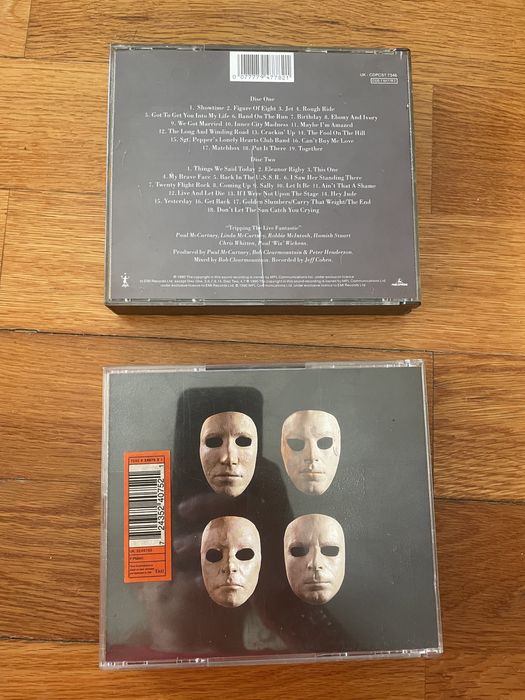 0 077779 477821
UK : CDPCST 7346
Disc One
1. Showtime 2. Figure Of Eight 3. Jet 4. Rough Ride
5. Got To Get You Into My Life 6. Band On The Run 7. Birthday 8. Ebony And Ivory
9. We Got Married 10. Inner City Madness 11. Maybe I'm Amazed
12. The Long And Winding Road 13. Crackin' Up 14. The Fool On The Hill
15. Sgt. Pepper's Lonely Hearts Club Band 16. Can't Buy Me Love
17. Matchbox 18. Put It There 19. Together
Disc Two
1. Things We Said Today 2. Eleanor Rigby 3. This One
4. My Brave Face 5. Back In The U.S.S.R. 6. I Saw Her Standing There
7. Twenty Flight Rock 8. Coming Up 9. Sally 10. Let It Be 11. Ain't That A Shame
12. Live And Let Die 13. If I Were Not Upon The Stage 14. Hey Jude
15. Yesterday 16. Get Back 17. Golden Slumbers/Carry That Weight/The End
18. Don't Let The Sun Catch You Crying
"Tripping The Live Fantastic"
Paul McCartney, Linda McCartney, Robbie McIntosh, Hamish Stuart
Chris Whitten, Paul 'Wix' Wickens.
Produced by Paul McCartney, Bob Clearmountain & Peter Henderson.
Mixed by Bob Clearmountain. Recorded by Jeff Cohen.
7 24352 40752 1
EMI